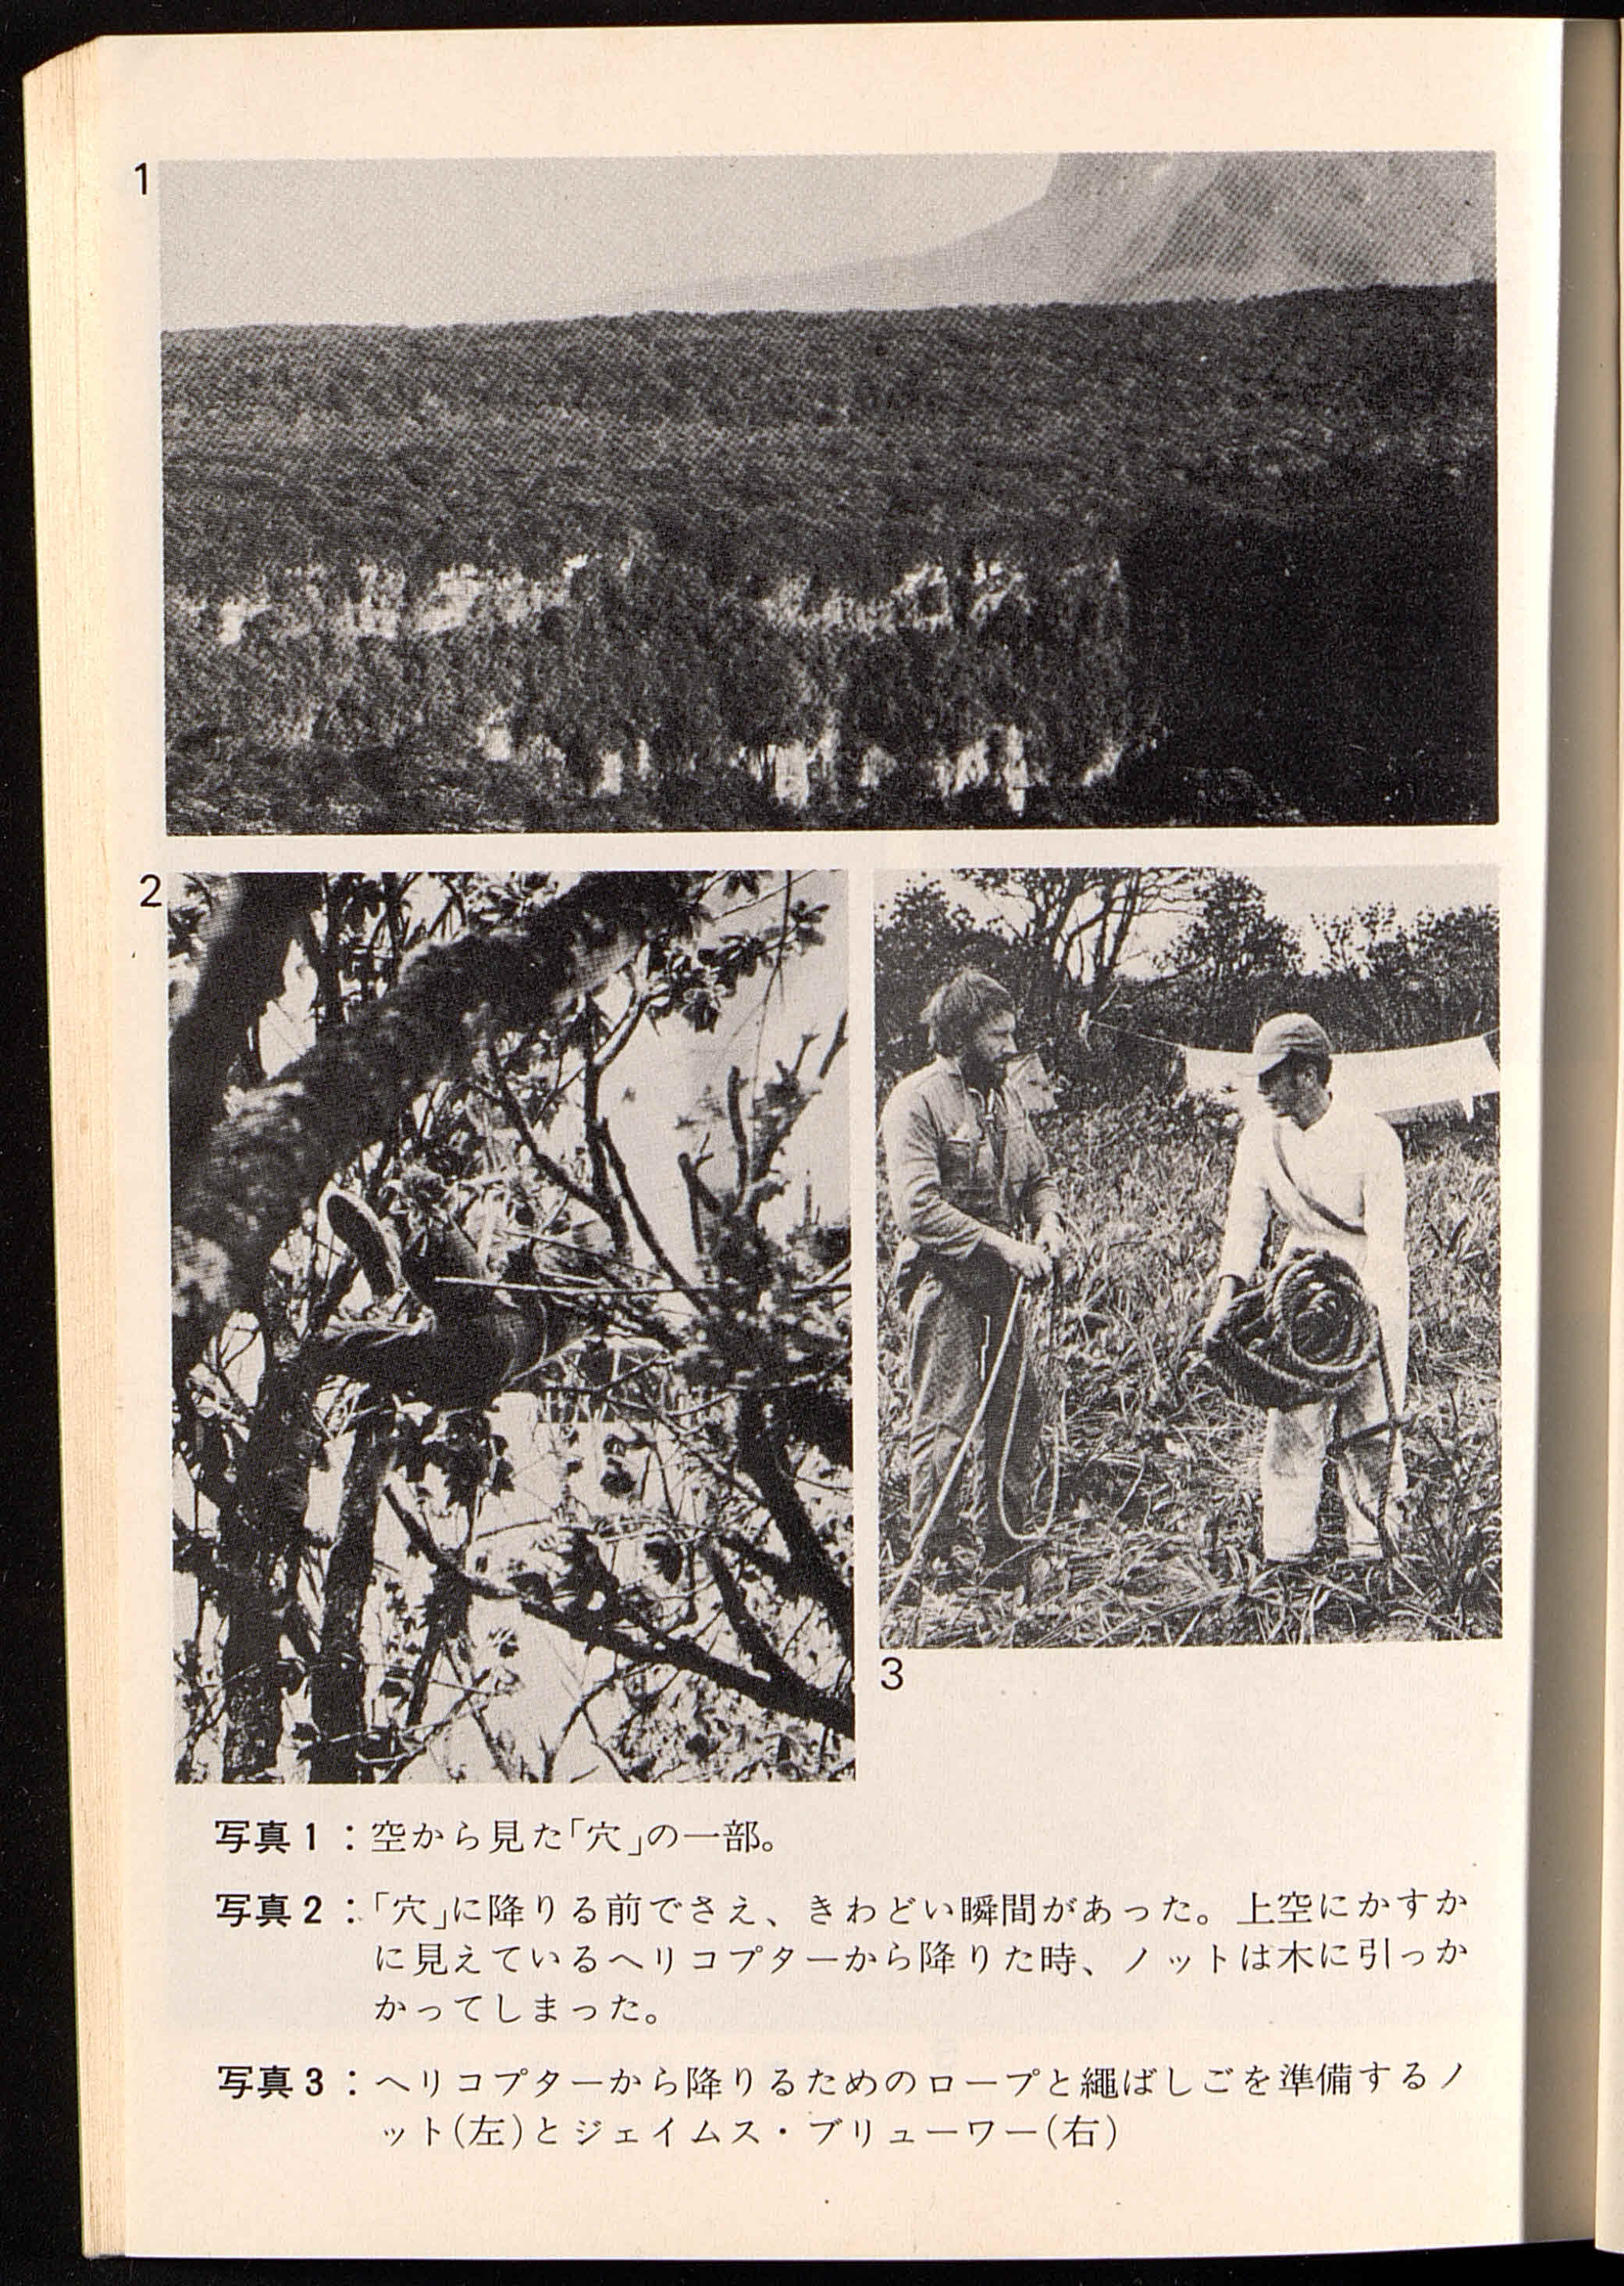 1
2
3
写真1：空から見た「穴」の一部。
写真2：「穴」に降りる前でさえ、きわどい瞬間があった。上空にかすか
に見えているヘリコプターから降りた時、ノットは木に引っか
かってしまった。
写真3：ヘリコプターから降りるためのロープと繩ばしごを準備するノ
ット(左)とジェイムス・ブリューワー(右)